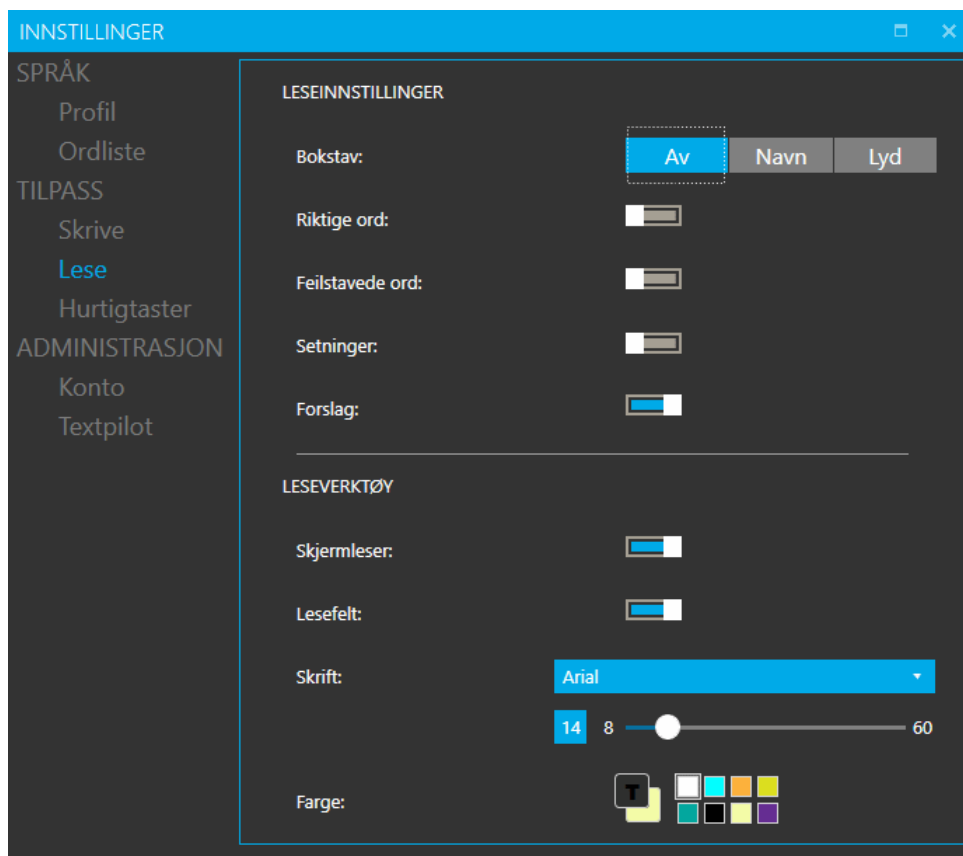 INNSTILLINGER
SPRÅK
Profil
Ordliste
TILPASS
Skrive
Lese
Hurtigtaster
ADMINISTRASJON
Konto
Textpilot
LESEINNSTILLINGER
Bokstav: Av Navn Lyd
Riktige ord:
Feilstavede ord:
Setninger:
Forslag:
LESEVERKTØY
Skjermleser:
Lesefelt:
Skrift: Arial
14 8 60
Farge: T